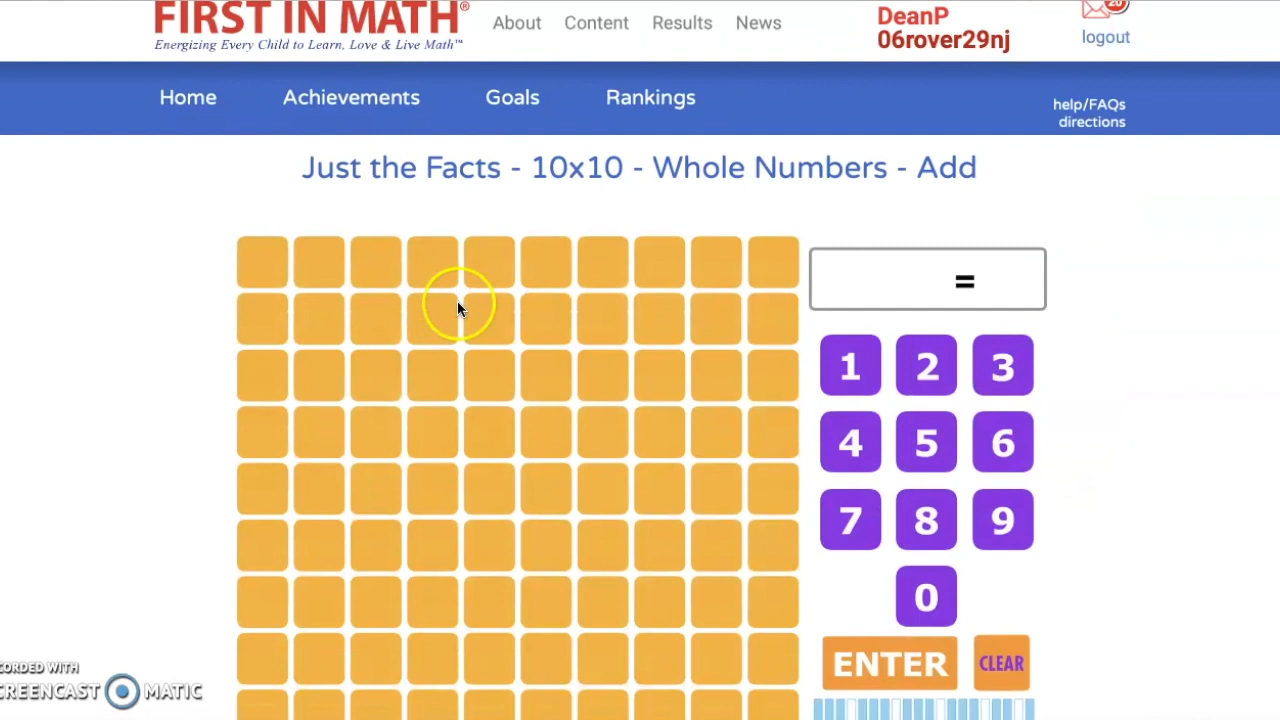 FIRST IN MATH®
Energizing Every Child to Learn, Love & Live Math™
About Content Results News
DeanP
06rover29nj
20
logout
Home Achievements Goals Rankings
help/FAQs
directions
Just the Facts - 10x10 - Whole Numbers - Add
=
1 2 3
4 5 6
7 8 9
0
ENTER CLEAR
CORDED WITH
CREENCAST MATIC